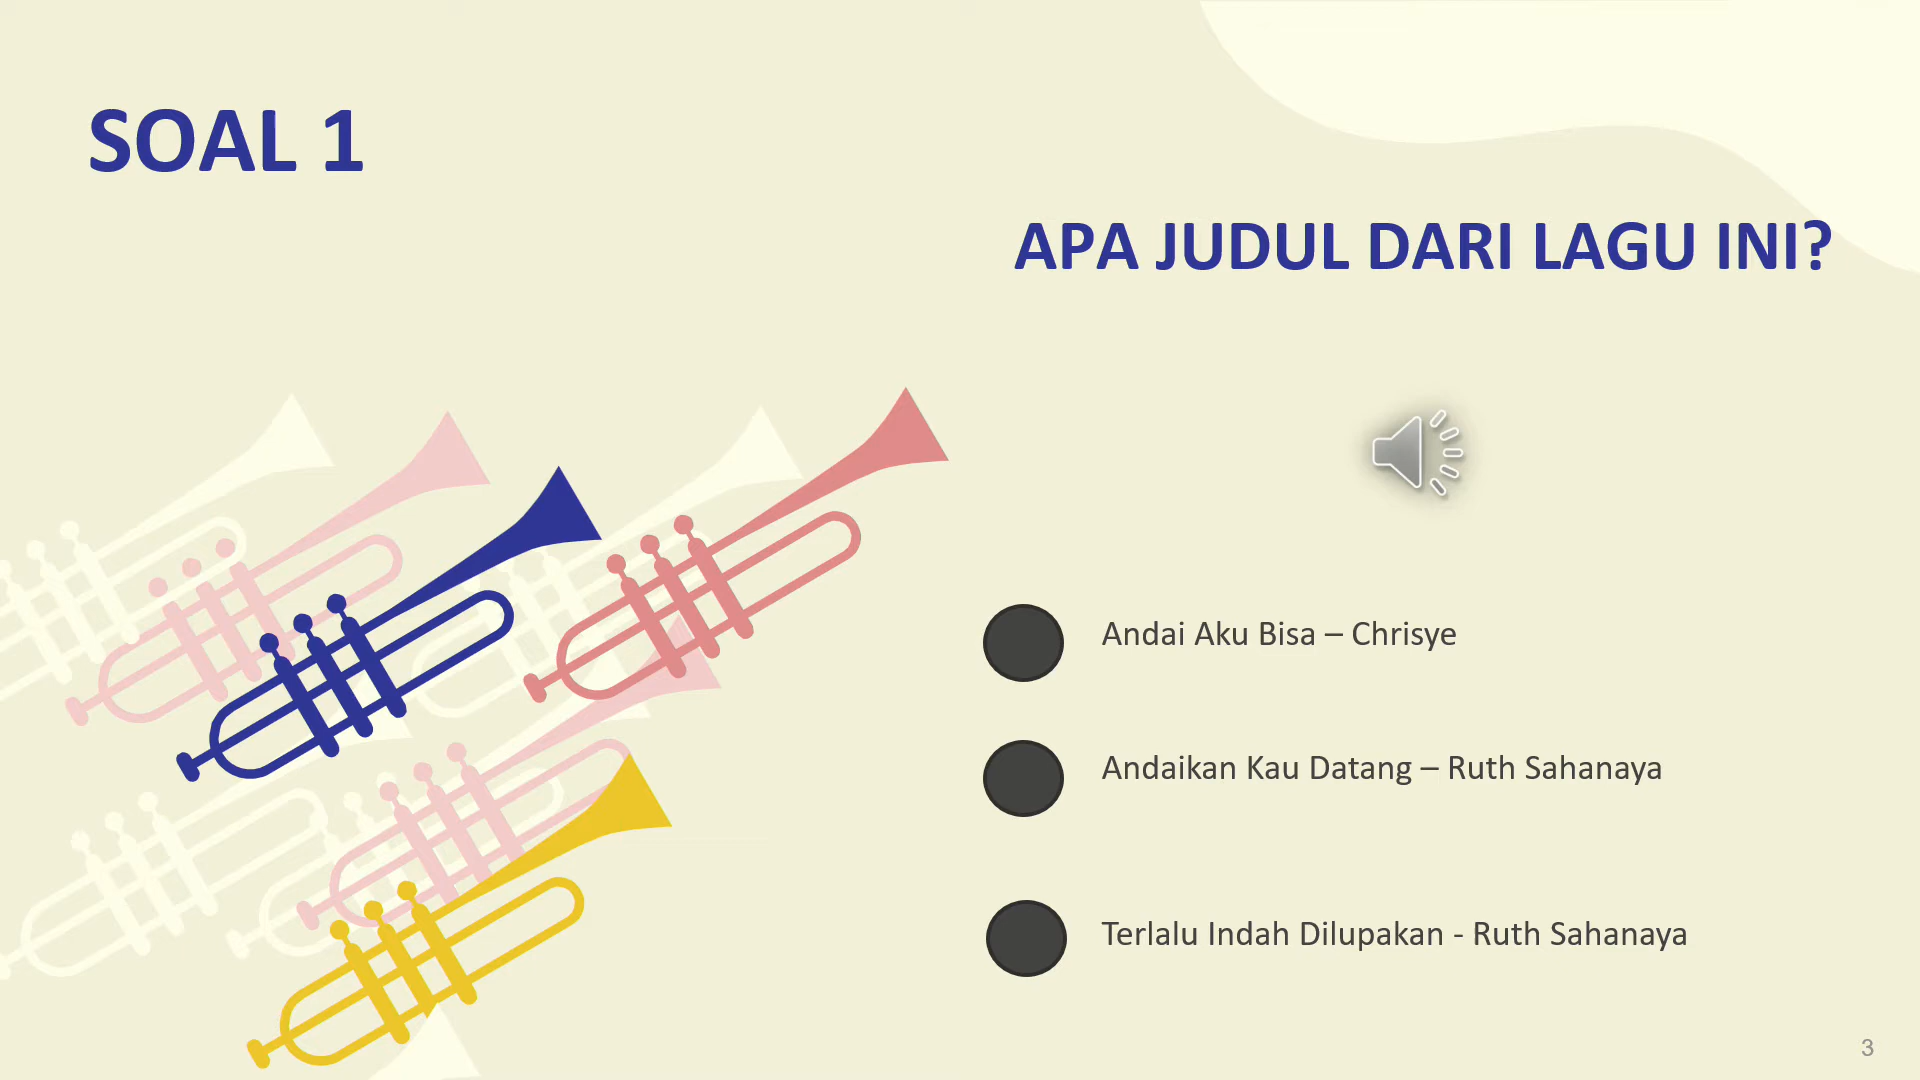 SOAL 1
APA JUDUL DARI LAGU INI?
Andai Aku Bisa – Chrisye
Andaikan Kau Datang – Ruth Sahanaya
Terlalu Indah Dilupakan - Ruth Sahanaya
3